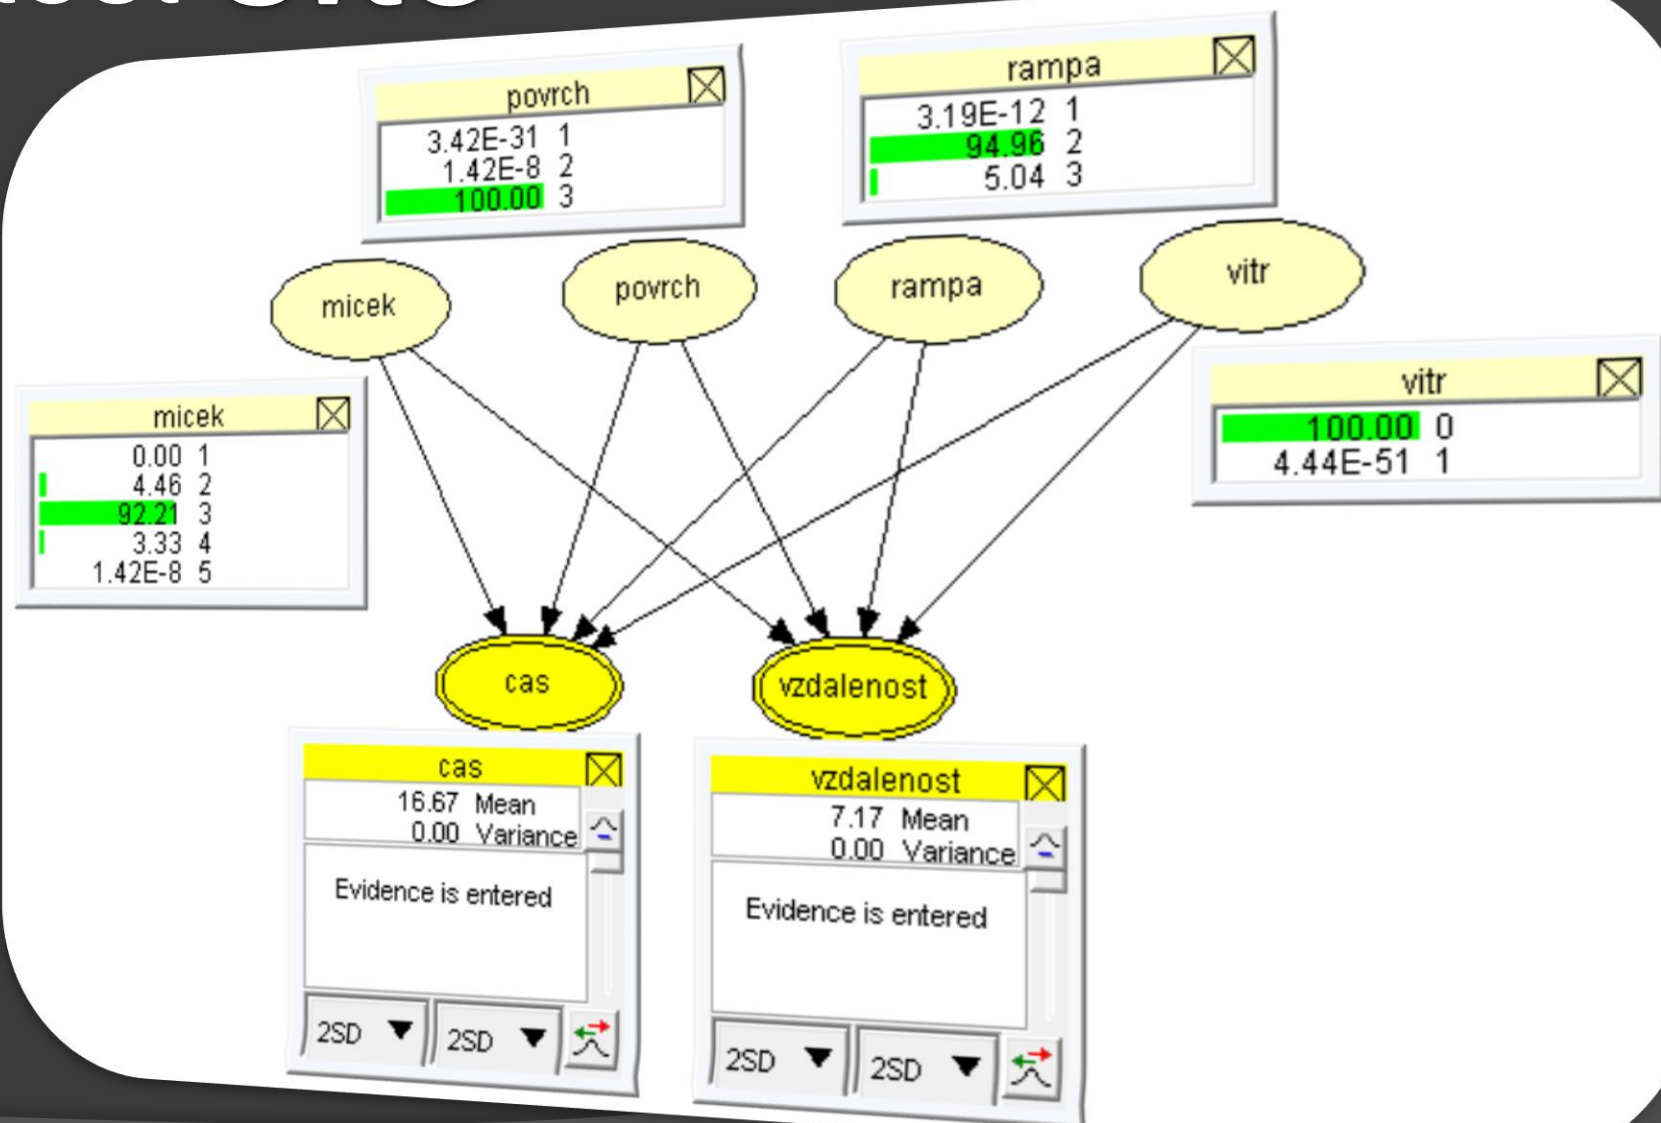 povrch
3.42E-31 1
1.42E-8 2
100.00 3
rampa
3.19E-12 1
94.96 2
5.04 3
micek
povrch
rampa
vitr
micek
0.00 1
4.46 2
92.21 3
3.33 4
1.42E-8 5
vitr
100.00 0
4.44E-51 1
cas
vzdalenost
cas
16.67 Mean
0.00 Variance
Evidence is entered
2SD 2SD
vzdalenost
7.17 Mean
0.00 Variance
Evidence is entered
2SD 2SD